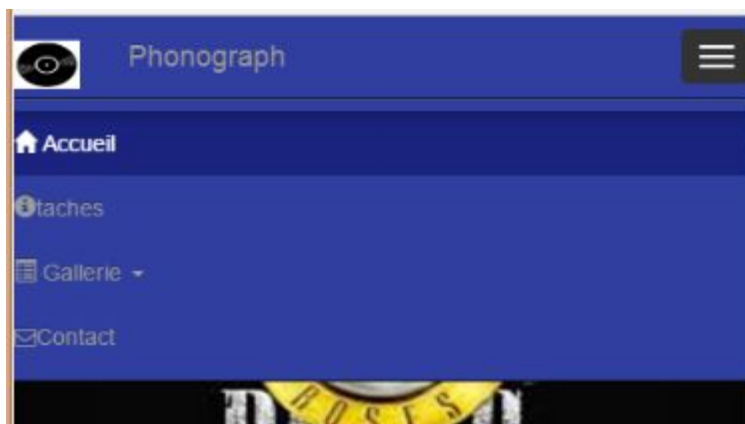 Phonograph
Accueil
taches
Gallerie
Contact
ROSES